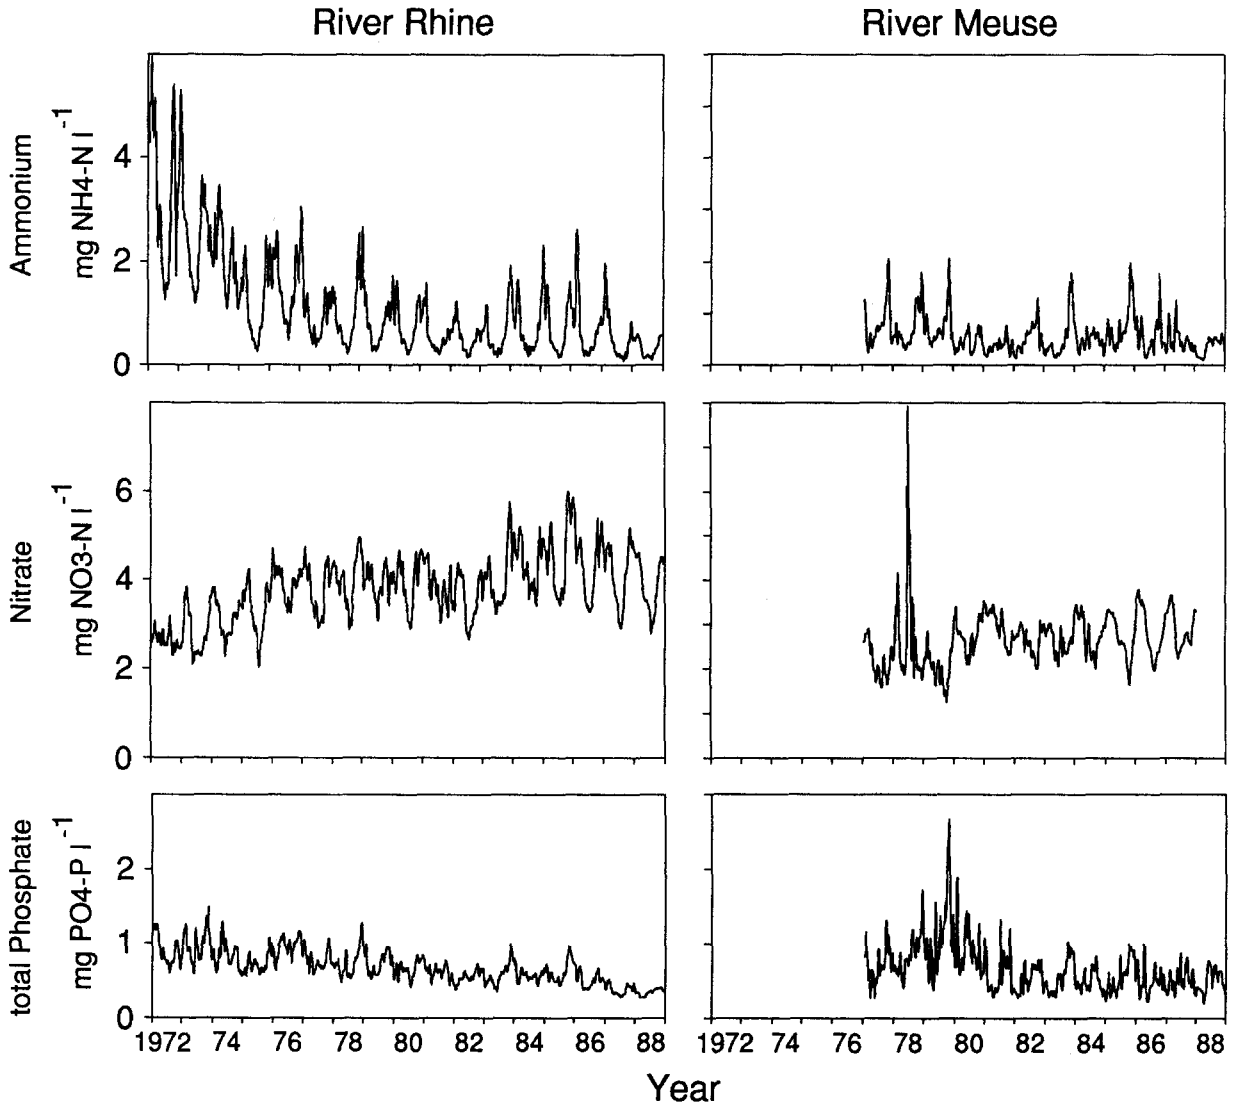 River Rhine
River Meuse
Ammonium
mg NH4-N l⁻¹
4
2
0
Nitrate
mg NO3-N l⁻¹
6
4
2
0
total Phosphate
mg PO4-P l⁻¹
2
1
0
1972 74 76 78 80 82 84 86 88
1972 74 76 78 80 82 84 86 88
Year